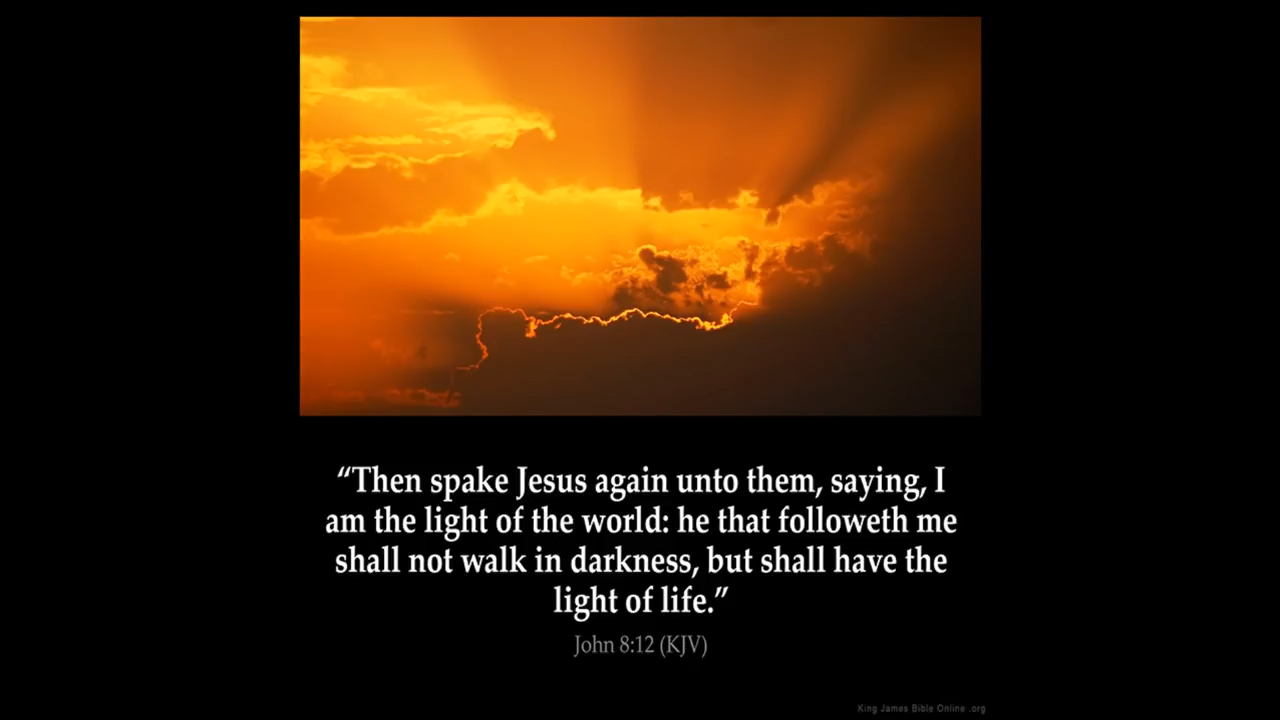 “Then spake Jesus again unto them, saying, I
am the light of the world: he that followeth me
shall not walk in darkness, but shall have the
light of life.”
John 8:12 (KJV)
King James Bible Online .org